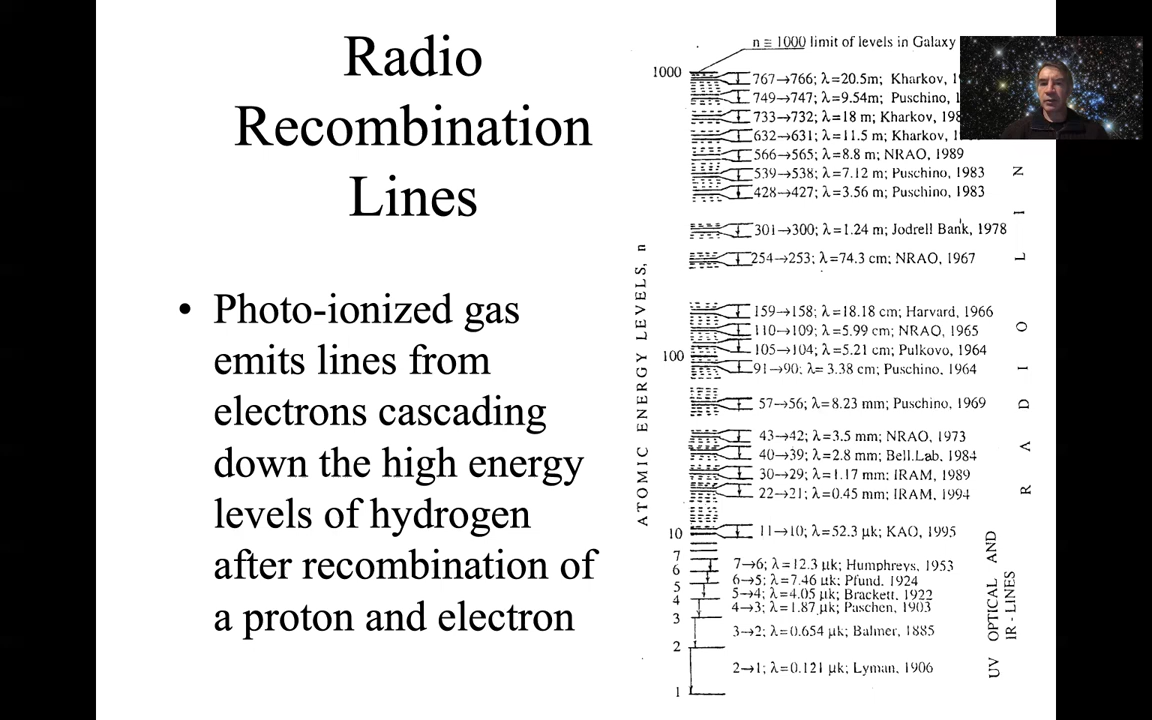 Radio
Recombination
Lines
• Photo-ionized gas
emits lines from
electrons cascading
down the high energy
levels of hydrogen
after recombination of
a proton and electron
n ≅ 1000 limit of levels in Galaxy
1000
767→766; λ=20.5m; Kharkov,
749→747; λ=9.54m; Puschino,
733→732; λ=18 m; Kharkov,
632→631; λ=11.5 m; Kharkov,
566→565; λ=8.8 m; NRAO, 1989
539→538; λ=7.12 m; Puschino, 1983
428→427; λ=3.56 m; Puschino, 1983
301→300; λ=1.24 m; Jodrell Bank, 1978
254→253; λ=74.3 cm; NRAO, 1967
159→158; λ=18.18 cm; Harvard, 1966
110→109; λ=5.99 cm; NRAO, 1965
105→104; λ=5.21 cm; Pulkovo, 1964
100
91→90; λ= 3.38 cm; Puschino, 1964
57→56; λ=8.23 mm; Puschino, 1969
43→42; λ=3.5 mm; NRAO, 1973
40→39; λ=2.8 mm; Bell.Lab, 1984
30→29; λ=1.17 mm; IRAM, 1989
22→21; λ=0.45 mm; IRAM, 1994
10
11→10; λ=52.3 μk; KAO, 1995
7
7→6; λ=12.3 μk; Humphreys, 1953
6
6→5; λ=7.46 μk; Pfund, 1924
5
5→4; λ=4.05 μk; Brackett, 1922
4
4→3; λ=1.87 μk; Paschen, 1903
3
3→2; λ=0.654 μk; Balmer, 1885
2
2→1; λ=0.121 μk; Lyman, 1906
1
ATOMIC ENERGY LEVELS, n
RADIO LIN
UV OPTICAL AND
IR - LINES